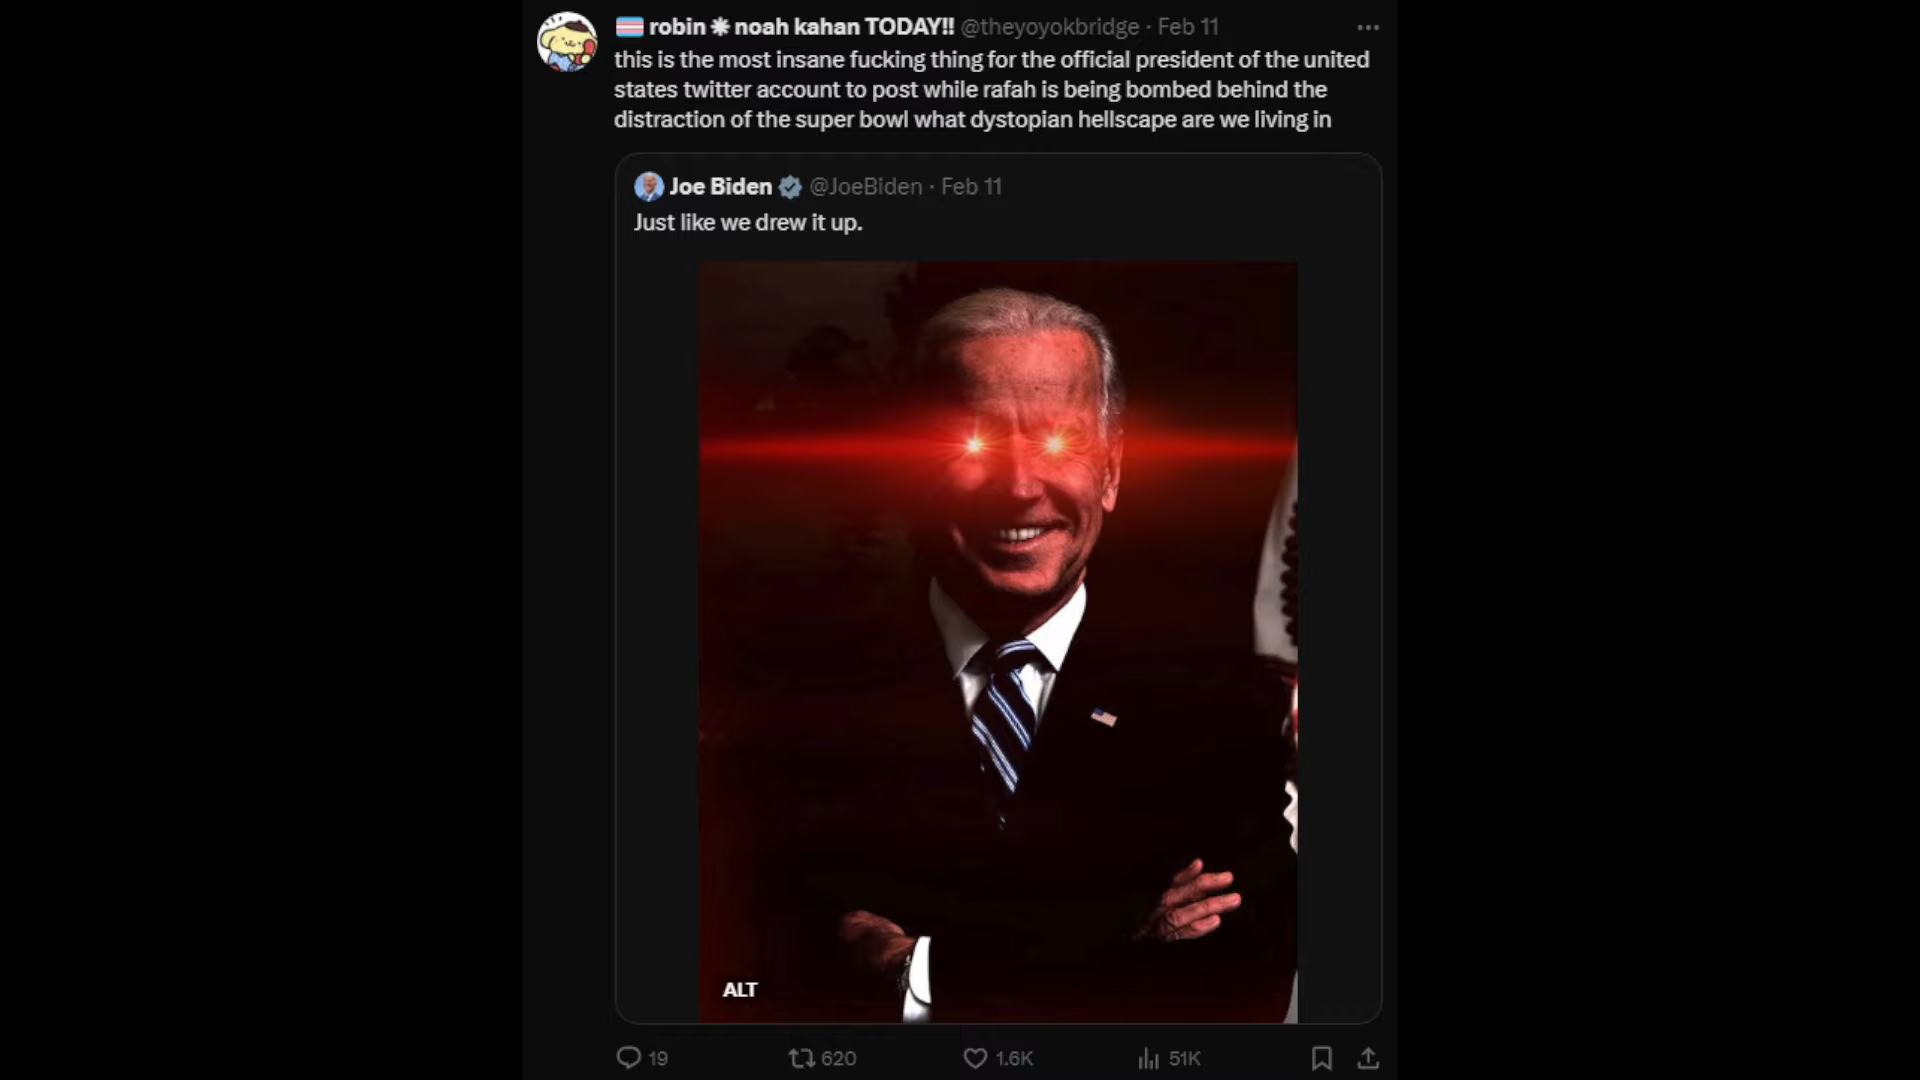 robin ✷ noah kahan TODAY!! @theyoyokbridge · Feb 11
this is the most insane fucking thing for the official president of the united
states twitter account to post while rafah is being bombed behind the
distraction of the super bowl what dystopian hellscape are we living in
Joe Biden @JoeBiden · Feb 11
Just like we drew it up.
ALT
19 620 1.6K 51K